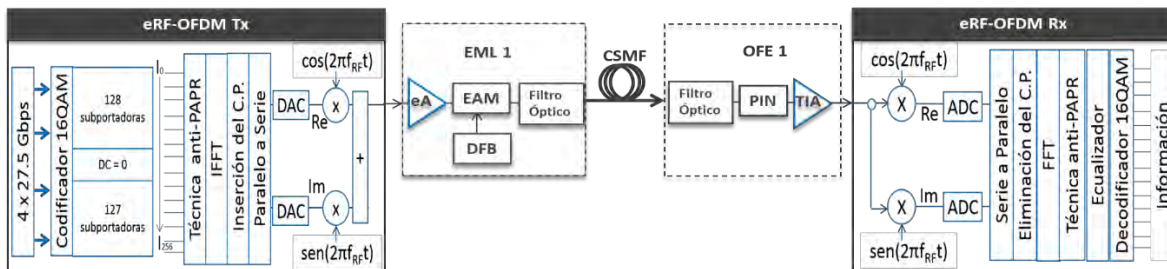 eRF-OFDM Tx
4 x 27.5 Gbps
Codificador 16QAM
128
subportadoras
DC = 0
127
subportadoras
I0
I256
Técnica anti-PAPR
IFFT
Inserción del C.P.
Paralelo a Serie
DAC
Re
cos(2πfRFt)
X
+
DAC
Im
X
sen(2πfRFt)
EML 1
eA
EAM
DFB
Filtro
Óptico
CSMF
OFE 1
Filtro
Óptico
PIN
TIA
eRF-OFDM Rx
cos(2πfRFt)
X
Re
ADC
X
Im
ADC
sen(2πfRFt)
Serie a Paralelo
Eliminación del C.P.
FFT
Técnica anti-PAPR
Ecualizador
Decodificador 16QAM
Información